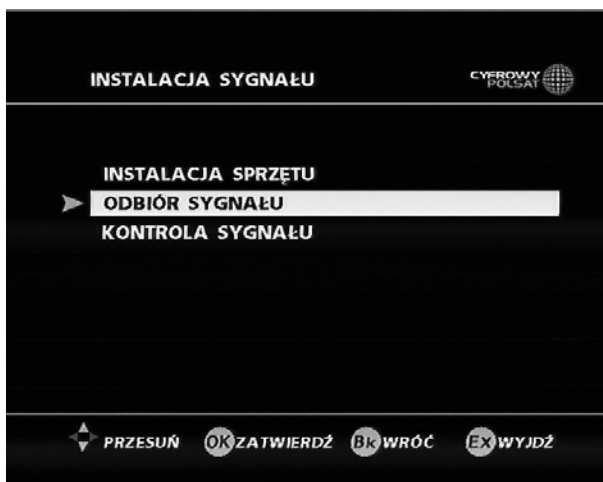 INSTALACJA SYGNAŁU CYFROWY POLSAT
INSTALACJA SPRZĘTU
ODBIÓR SYGNAŁU
KONTROLA SYGNAŁU
PRZESUŃ OK ZATWIERDŹ Bk WRÓĆ EX WYJDŹ